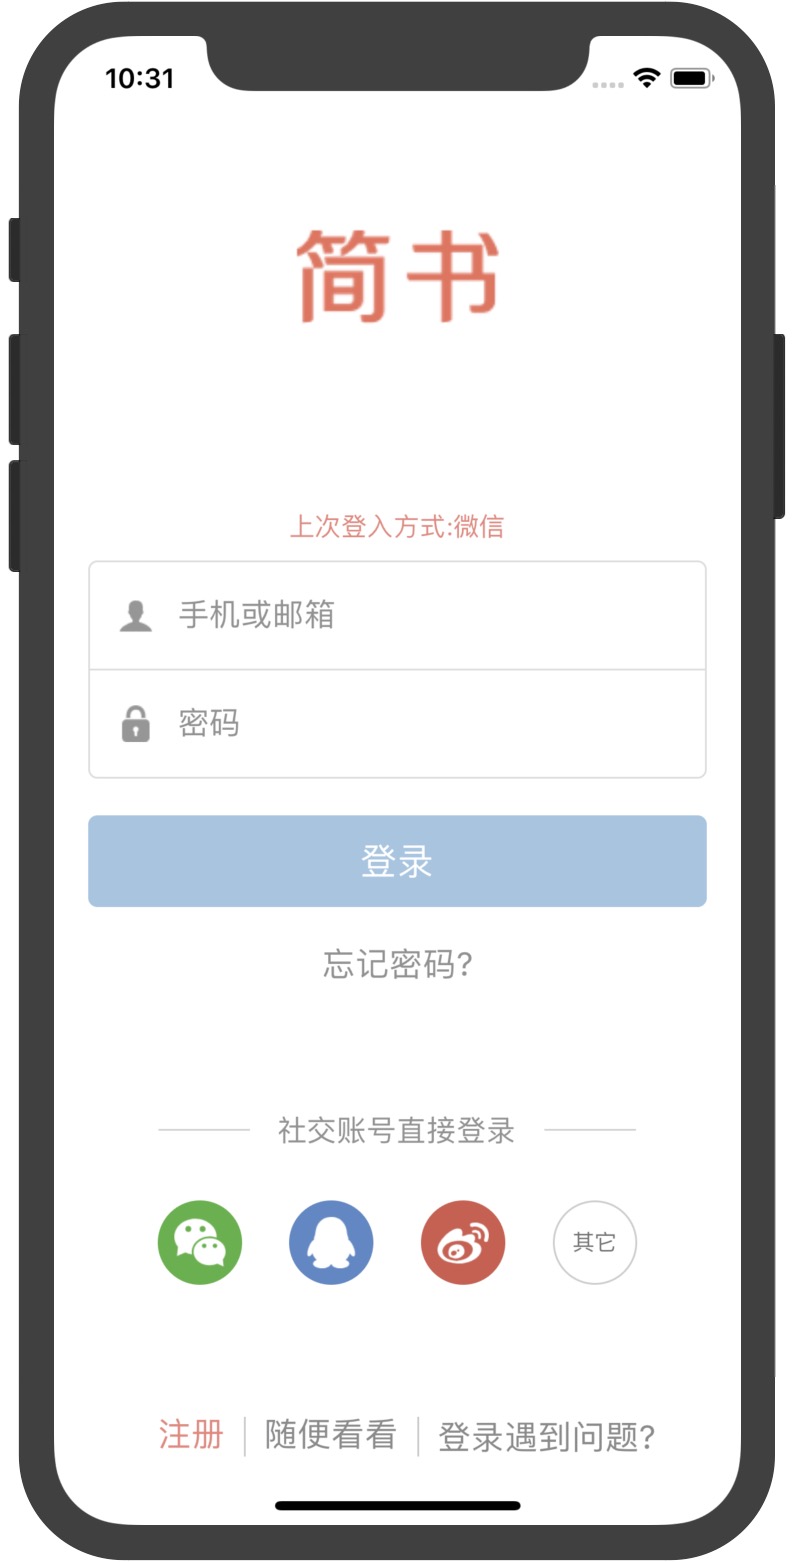 10:31
简书
上次登入方式:微信
手机或邮箱
密码
登录
忘记密码?
社交账号直接登录
其它
注册 随便看看 登录遇到问题?